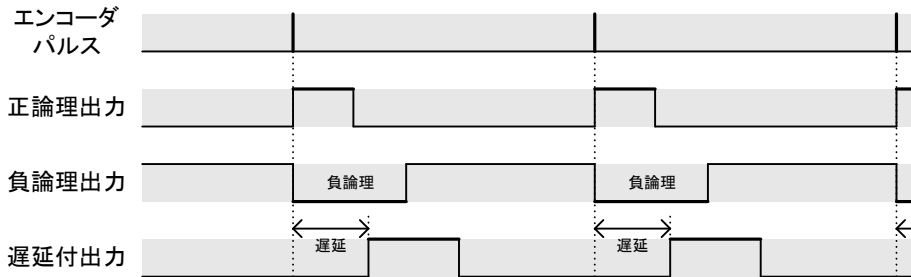 エンコーダ
パルス
正論理出力
負論理出力
負論理
負論理
遅延付出力
遅延
遅延